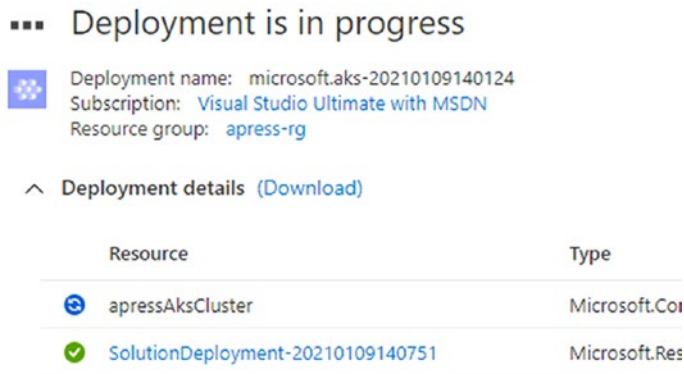 Deployment is in progress
Deployment name: microsoft.aks-20210109140124
Subscription: Visual Studio Ultimate with MSDN
Resource group: apress-rg
Deployment details (Download)
Resource Type
apressAksCluster Microsoft.Co
SolutionDeployment-20210109140751 Microsoft.Res